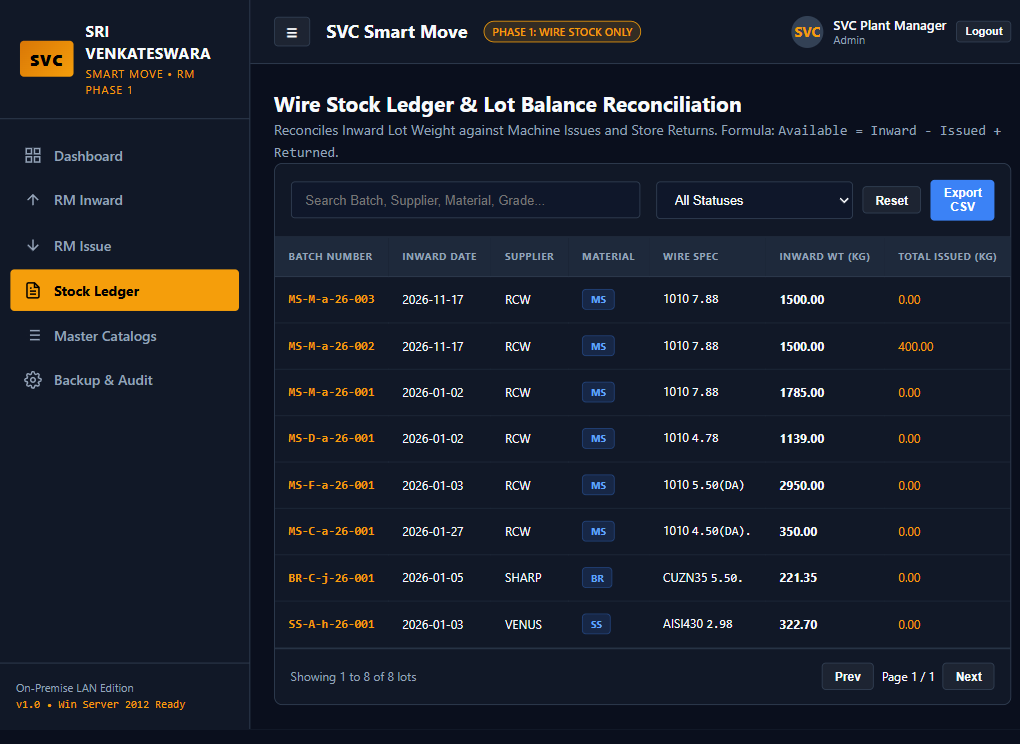 SVC
SRI
VENKATESWARA
SMART MOVE • RM
PHASE 1
Dashboard
RM Inward
RM Issue
Stock Ledger
Master Catalogs
Backup & Audit
On-Premise LAN Edition
v1.0 • Win Server 2012 Ready
SVC Smart Move
PHASE 1: WIRE STOCK ONLY
SVC
SVC Plant Manager
Admin
Logout
Wire Stock Ledger & Lot Balance Reconciliation
Reconciles Inward Lot Weight against Machine Issues and Store Returns. Formula: Available = Inward - Issued +
Returned.
Search Batch, Supplier, Material, Grade...
All Statuses
Reset
Export
CSV
BATCH NUMBER INWARD DATE SUPPLIER MATERIAL WIRE SPEC INWARD WT (KG) TOTAL ISSUED (KG)
MS-M-a-26-003 2026-11-17 RCW MS 1010 7.88 1500.00 0.00
MS-M-a-26-002 2026-11-17 RCW MS 1010 7.88 1500.00 400.00
MS-M-a-26-001 2026-01-02 RCW MS 1010 7.88 1785.00 0.00
MS-D-a-26-001 2026-01-02 RCW MS 1010 4.78 1139.00 0.00
MS-F-a-26-001 2026-01-03 RCW MS 1010 5.50(DA) 2950.00 0.00
MS-C-a-26-001 2026-01-27 RCW MS 1010 4.50(DA). 350.00 0.00
BR-C-j-26-001 2026-01-05 SHARP BR CUZN35 5.50. 221.35 0.00
SS-A-h-26-001 2026-01-03 VENUS SS AISI430 2.98 322.70 0.00
Showing 1 to 8 of 8 lots
Prev
Page 1 / 1
Next